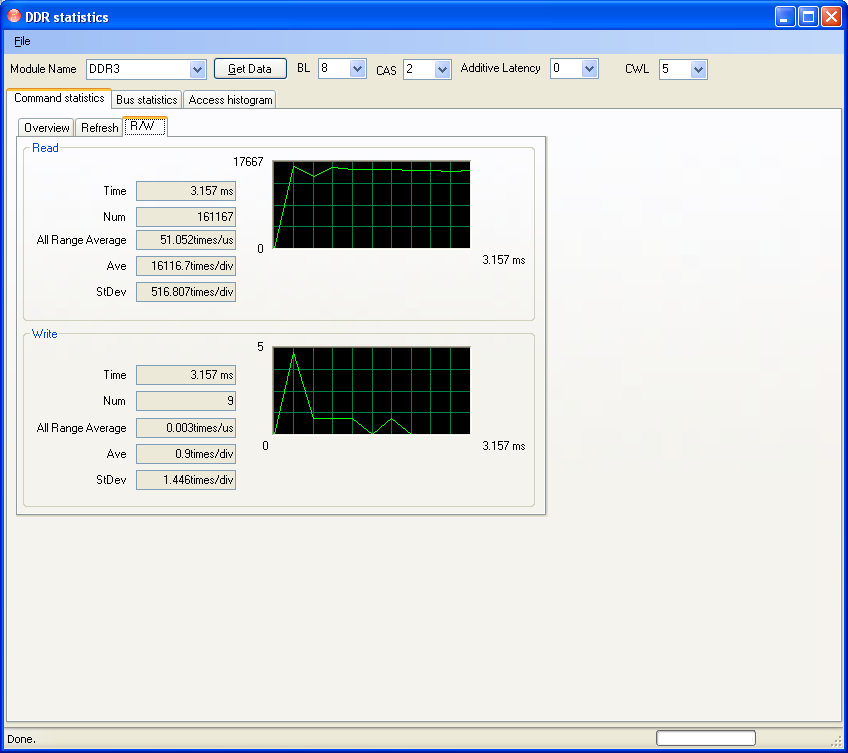 DDR statistics
File
Module Name DDR3 Get Data BL 8 CAS 2 Additive Latency 0 CWL 5
Command statistics Bus statistics Access histogram
Overview Refresh R/W
Read
17667
Time 3.157 ms
Num 161167
All Range Average 51.052times/us
0
3.157 ms
Ave 16116.7times/div
StDev 516.807times/div
Write
5
Time 3.157 ms
Num 9
All Range Average 0.003times/us
0 3.157 ms
Ave 0.9times/div
StDev 1.446times/div
Done.